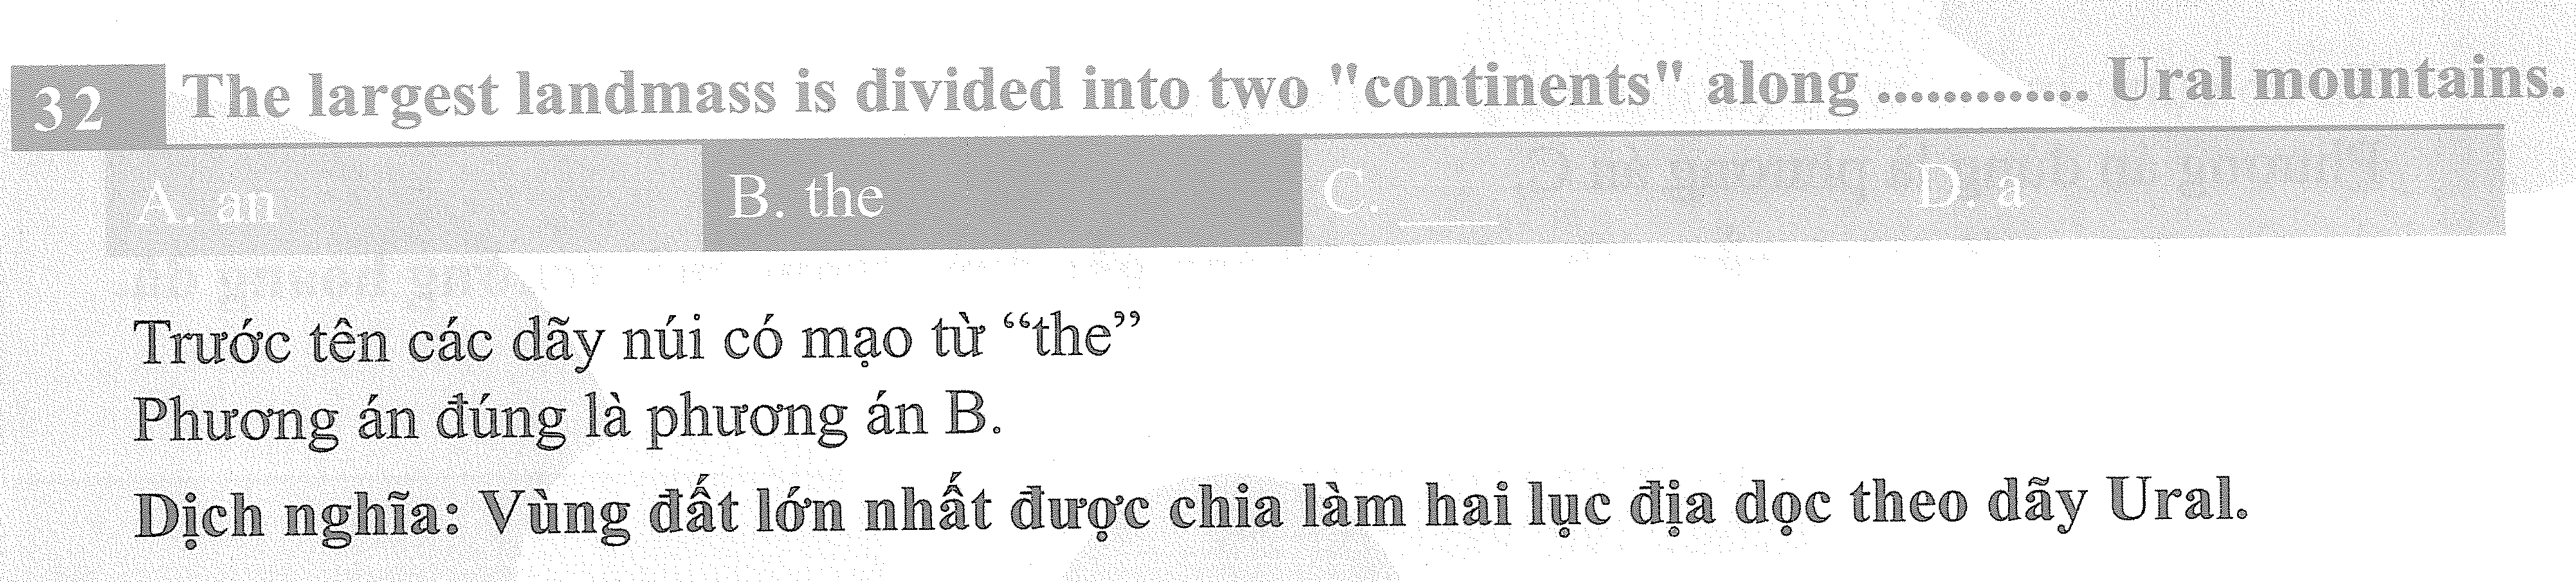 32 The largest landmass is divided into two "continents" along ............. Ural mountains.
A. an B. the C. ____ D. a
Trước tên các dãy núi có mạo từ “the”
Phương án đúng là phương án B.
Dịch nghĩa: Vùng đất lớn nhất được chia làm hai lục địa dọc theo dãy Ural.